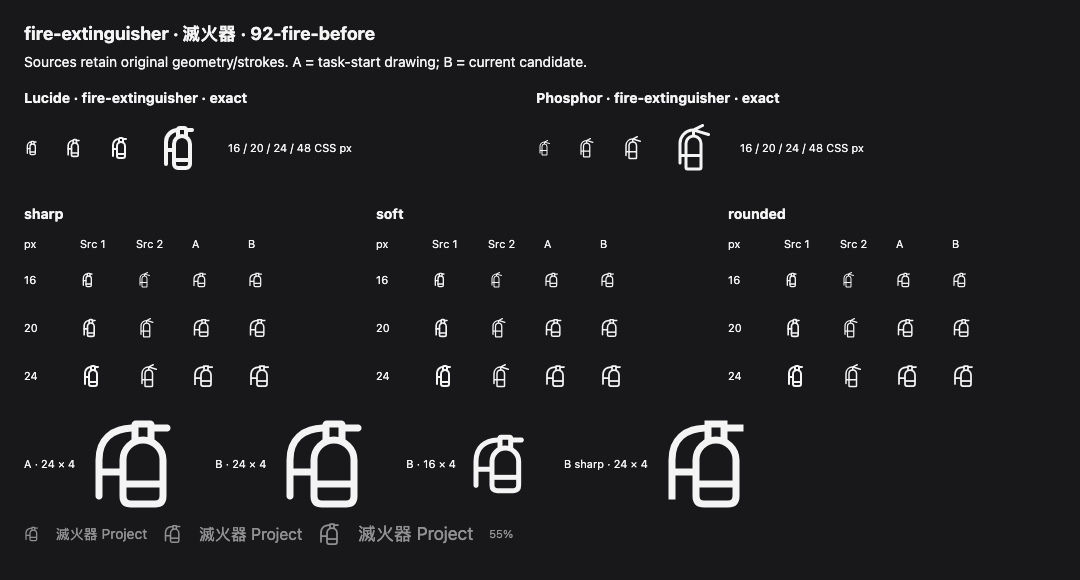 fire-extinguisher · 滅火器 · 92-fire-before
Sources retain original geometry/strokes. A = task-start drawing; B = current candidate.
Lucide · fire-extinguisher · exact
16 / 20 / 24 / 48 CSS px
Phosphor · fire-extinguisher · exact
16 / 20 / 24 / 48 CSS px
sharp
px Src 1 Src 2 A B
16
20
24
soft
px Src 1 Src 2 A B
16
20
24
rounded
px Src 1 Src 2 A B
16
20
24
A · 24 × 4
B · 24 × 4
B · 16 × 4
B sharp · 24 × 4
滅火器 Project 滅火器 Project 滅火器 Project 55%